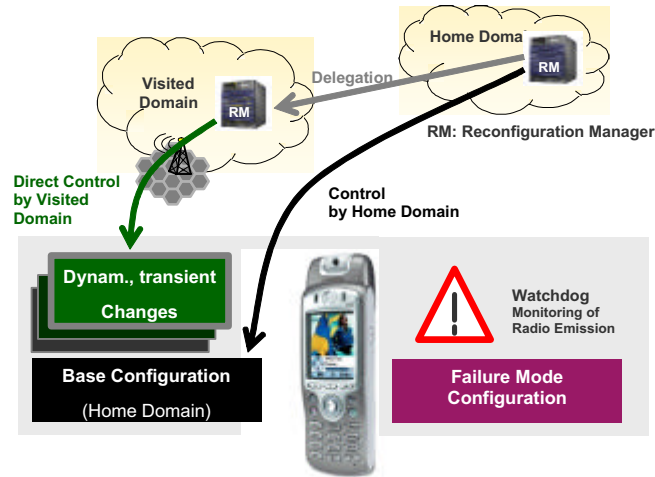 Home Domain
RM
Visited
Domain
Delegation
RM
RM: Reconfiguration Manager
Direct Control
by Visited
Domain
Control
by Home Domain
Dynam., transient
Changes
Watchdog
Monitoring of
Radio Emission
Base Configuration
(Home Domain)
Failure Mode
Configuration